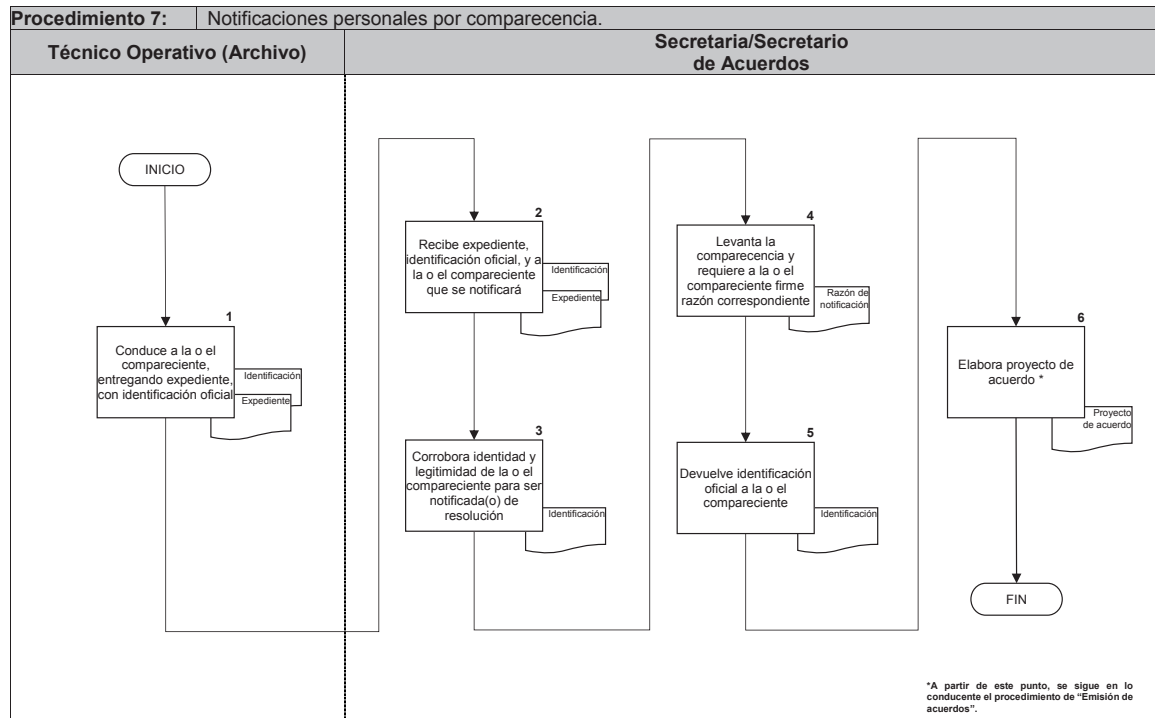 Procedimiento 7: Notificaciones personales por comparecencia.
Técnico Operativo (Archivo)
Secretaria/Secretario
de Acuerdos
INICIO
1
Conduce a la o el
compareciente,
entregando expediente,
con identificación oficial
Identificación
Expediente
2
Recibe expediente,
identificación oficial, y a
la o el compareciente
que se notificará
Identificación
Expediente
3
Corrobora identidad y
legitimidad de la o el
compareciente para ser
notificada(o) de
resolución
Identificación
4
Levanta la
comparecencia y
requiere a la o el
compareciente firme
razón correspondiente
Razón de
notificación
5
Devuelve identificación
oficial a la o el
compareciente
Identificación
6
Elabora proyecto de
acuerdo *
Proyecto
de acuerdo
FIN
*A partir de este punto, se sigue en lo
conducente el procedimiento de “Emisión de
acuerdos”.